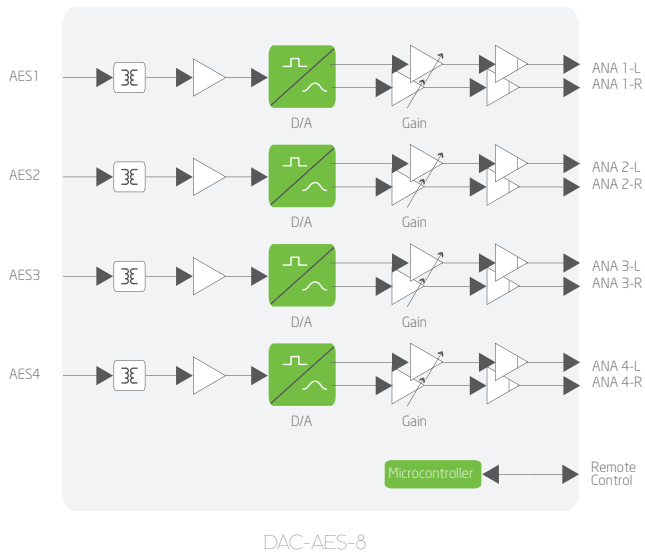 AES1
ANA 1-L
ANA 1-R
D/A
Gain
AES2
ANA 2-L
ANA 2-R
D/A
Gain
AES3
ANA 3-L
ANA 3-R
D/A
Gain
AES4
ANA 4-L
ANA 4-R
D/A
Gain
Microcontroller
Remote
Control
DAC-AES-8